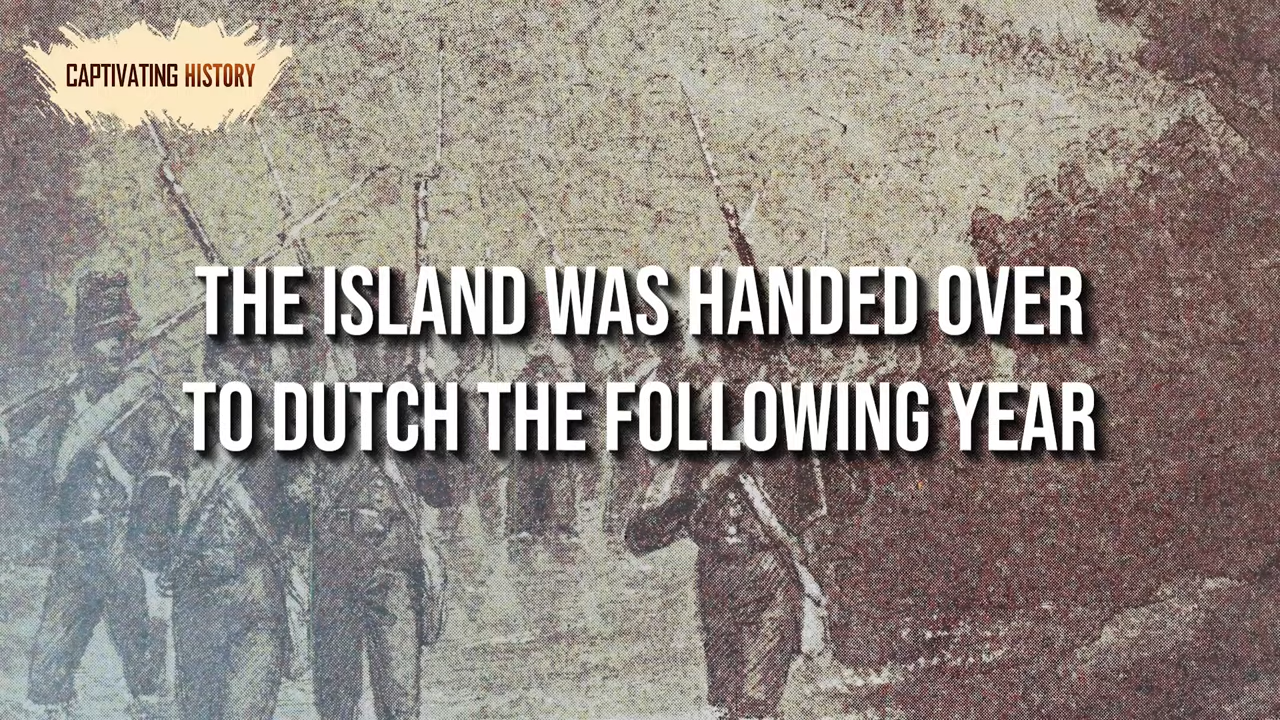 CAPTIVATING HISTORY
THE ISLAND WAS HANDED OVER
TO DUTCH THE FOLLOWING YEAR